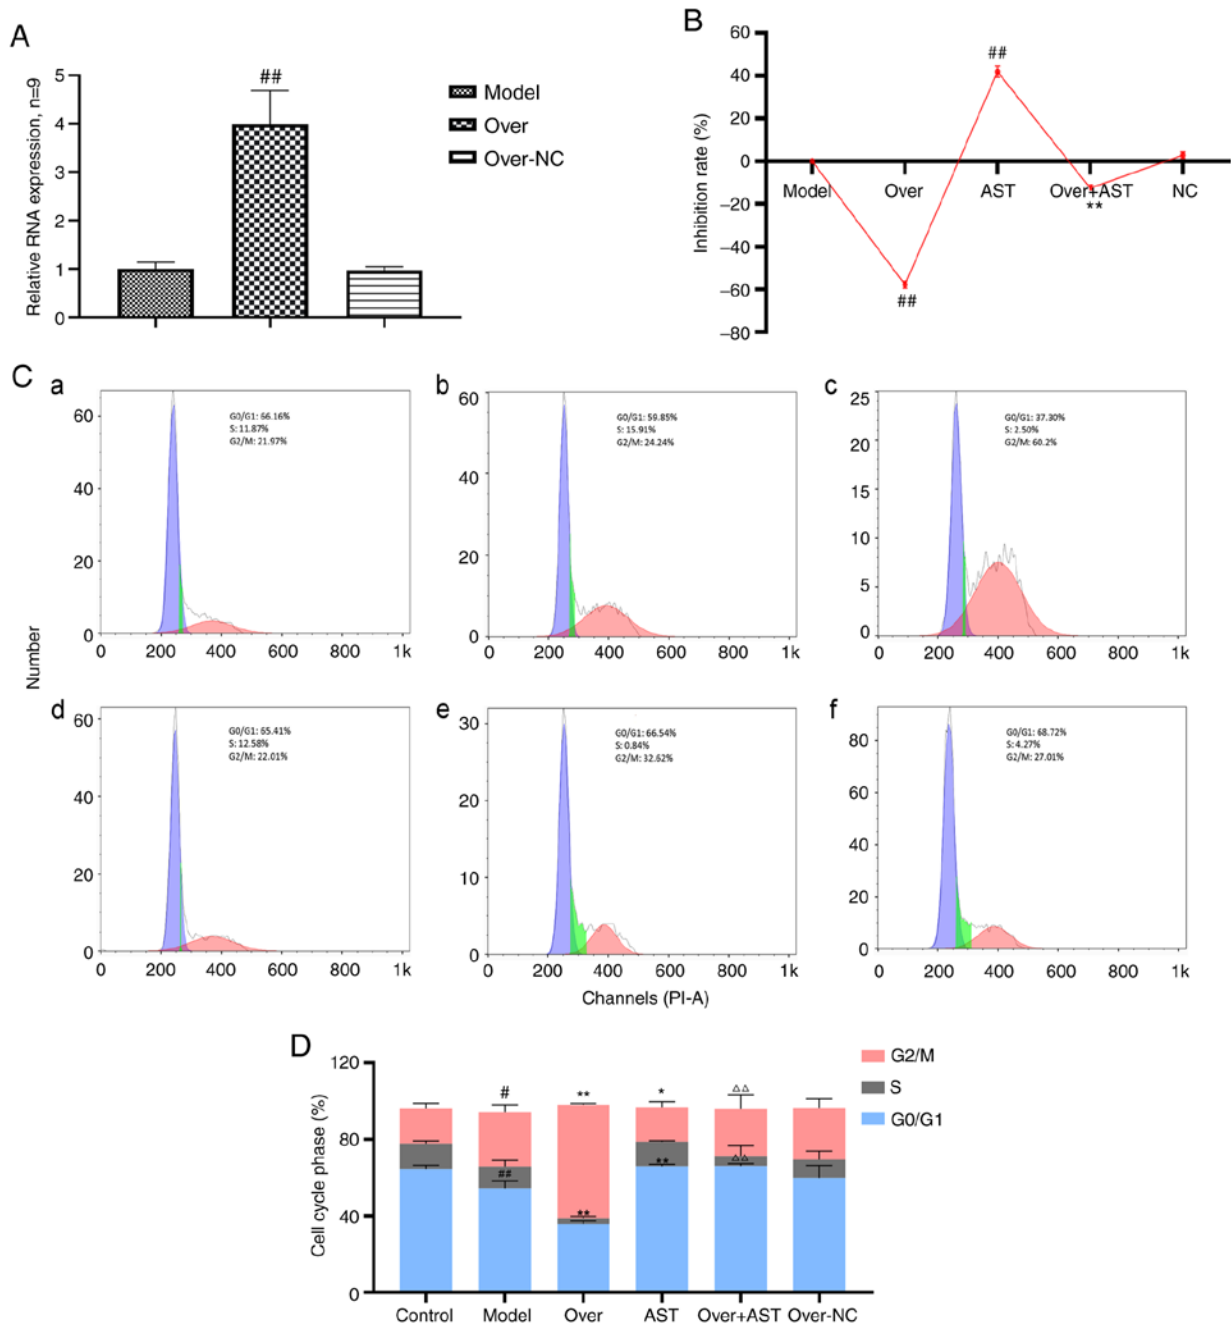 A
Relative RNA expression, n=9
5
4
3
2
1
0
##
Model
Over
Over-NC
B
Inhibition rate (%)
60
40
20
0
−20
−40
−60
−80
##
Model
Over
AST
Over+AST
NC
**
##
C
Number
a
60
40
20
0
G0/G1: 66.16%
S: 11.87%
G2/M: 21.97%
0 200 400 600 800 1k
b
60
40
20
0
G0/G1: 59.85%
S: 15.91%
G2/M: 24.24%
0 200 400 600 800 1k
c
25
20
15
10
5
0
G0/G1: 37.30%
S: 2.50%
G2/M: 60.2%
0 200 400 600 800 1k
d
60
40
20
0
G0/G1: 65.41%
S: 12.58%
G2/M: 22.01%
0 200 400 600 800 1k
e
30
20
10
0
G0/G1: 66.54%
S: 0.84%
G2/M: 32.62%
0 200 400 600 800 1k
f
80
60
40
20
0
G0/G1: 68.72%
S: 4.27%
G2/M: 27.01%
0 200 400 600 800 1k
Channels (PI-A)
D
Cell cycle phase (%)
120
80
40
0
#
**
*
△△
##
**
**
△△
Control Model Over AST Over+AST Over-NC
G2/M
S
G0/G1